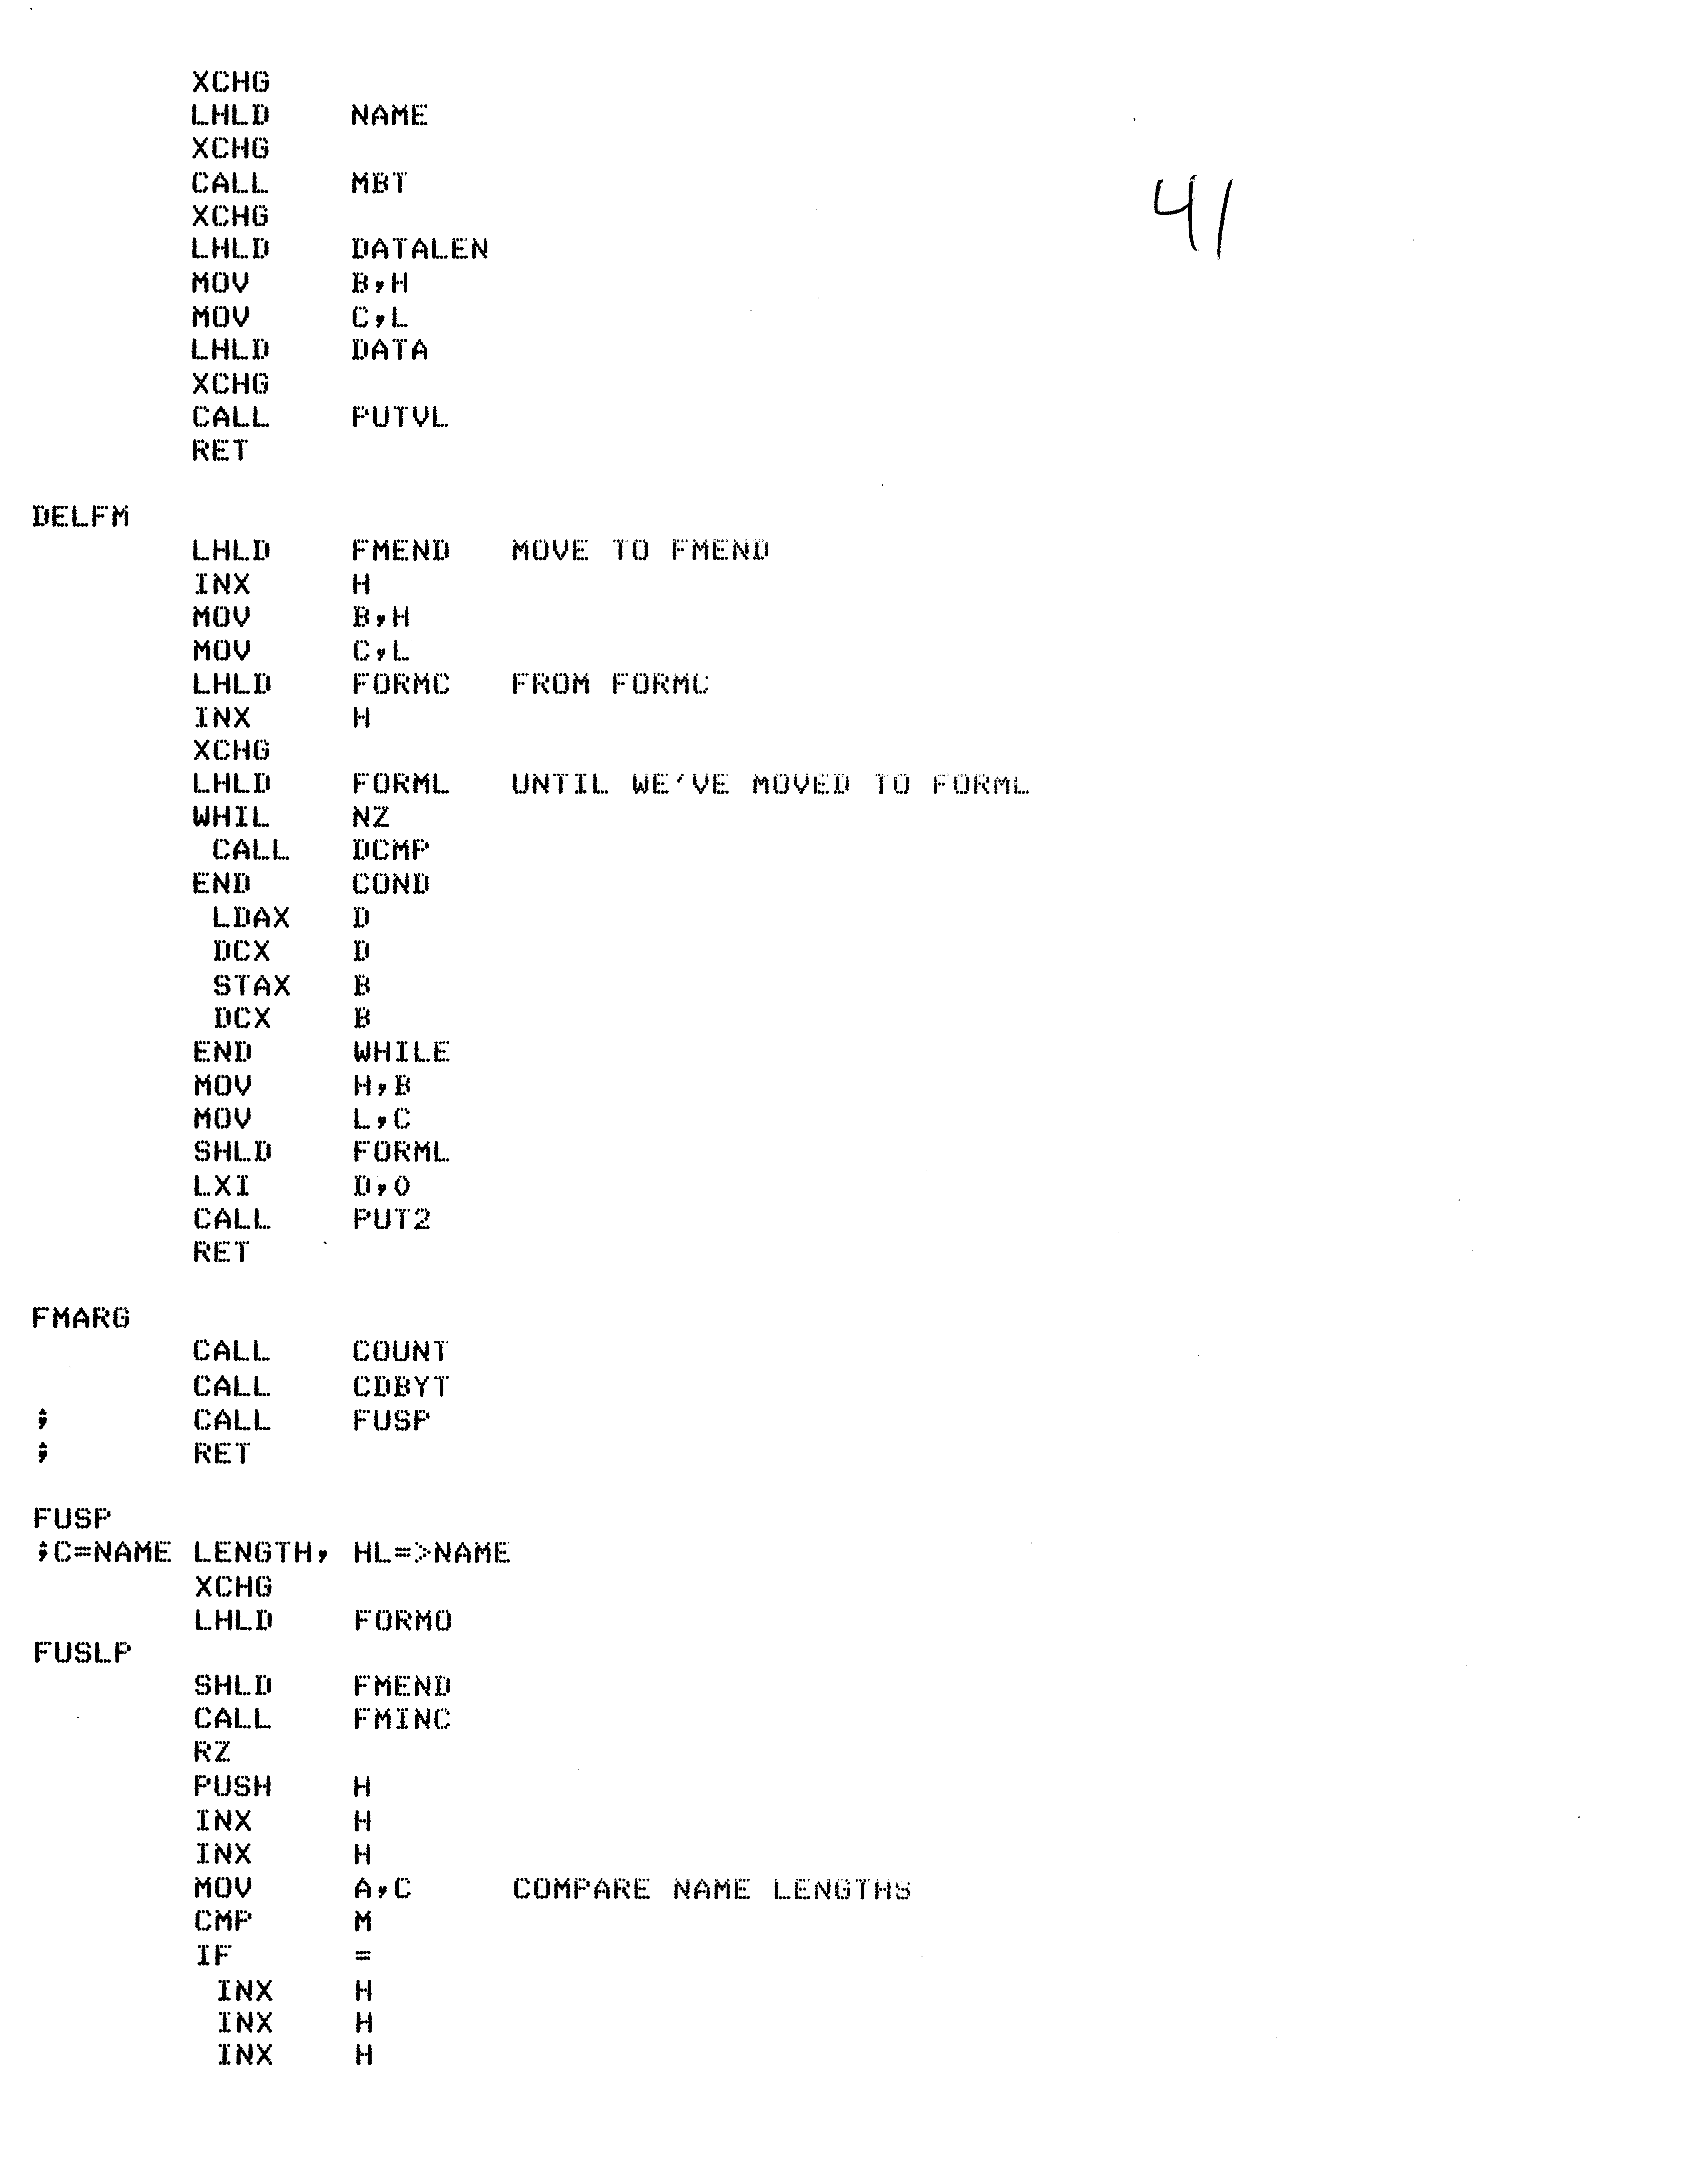 XCHG
LHLD NAME
XCHG
CALL MBT
41
XCHG
LHLD DATALEN
MOV B,H
MOV C,L
LHLD DATA
XCHG
CALL PUTVL
RET
DELFM
LHLD FMEND MOVE TO FMEND
INX H
MOV B,H
MOV C,L
LHLD FORMC FROM FORMC
INX H
XCHG
LHLD FORML UNTIL WE'VE MOVED TO FORML
WHIL NZ
CALL DCMP
END COND
LDAX D
DCX D
STAX B
DCX B
END WHILE
MOV H,B
MOV L,C
SHLD FORML
LXI D,0
CALL PUT2
RET
FMARG
CALL COUNT
CALL CDBYT
; CALL FUSP
; RET
FUSP
;C=NAME LENGTH, HL=>NAME
XCHG
LHLD FORMO
FUSLP
SHLD FMEND
CALL FMINC
RZ
PUSH H
INX H
INX H
MOV A,C COMPARE NAME LENGTHS
CMP M
IF =
INX H
INX H
INX H